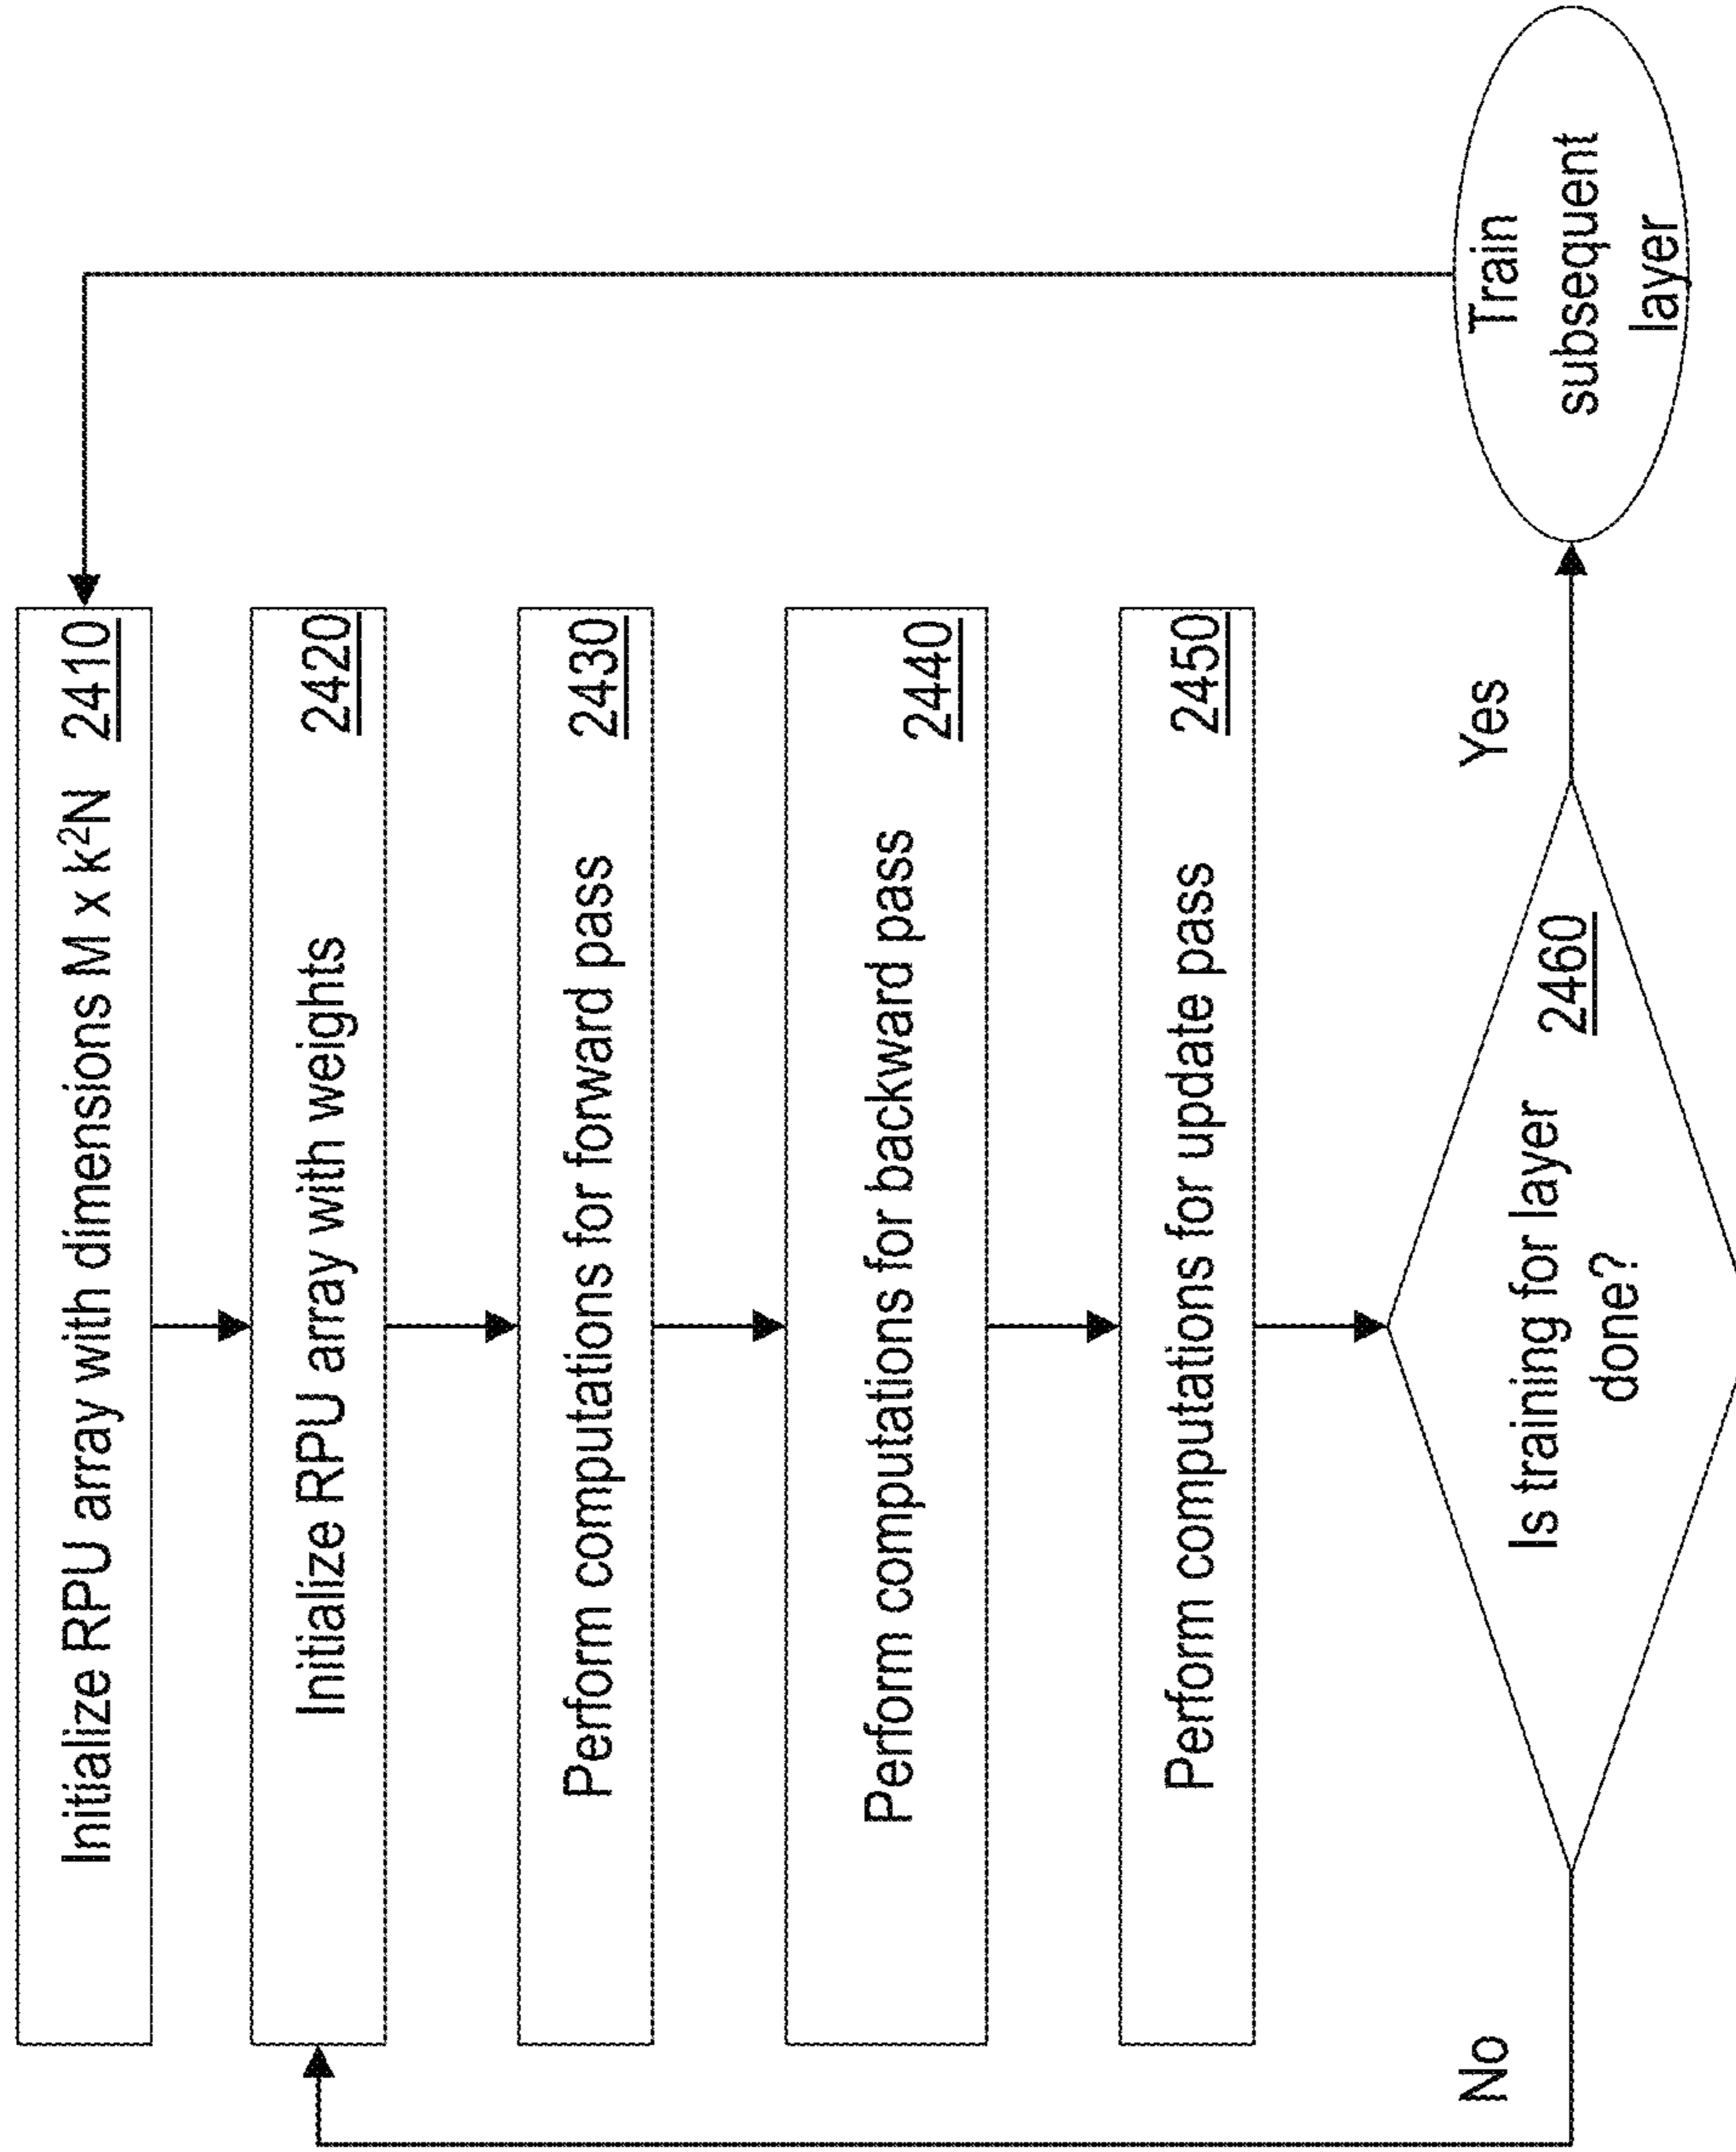 Initialize RPU array with dimensions M x k²N 2410
Initialize RPU array with weights 2420
Perform computations for forward pass 2430
Perform computations for backward pass 2440
Perform computations for update pass 2450
Is training for layer 2460
done?
No
Yes
Train
subsequent
layer